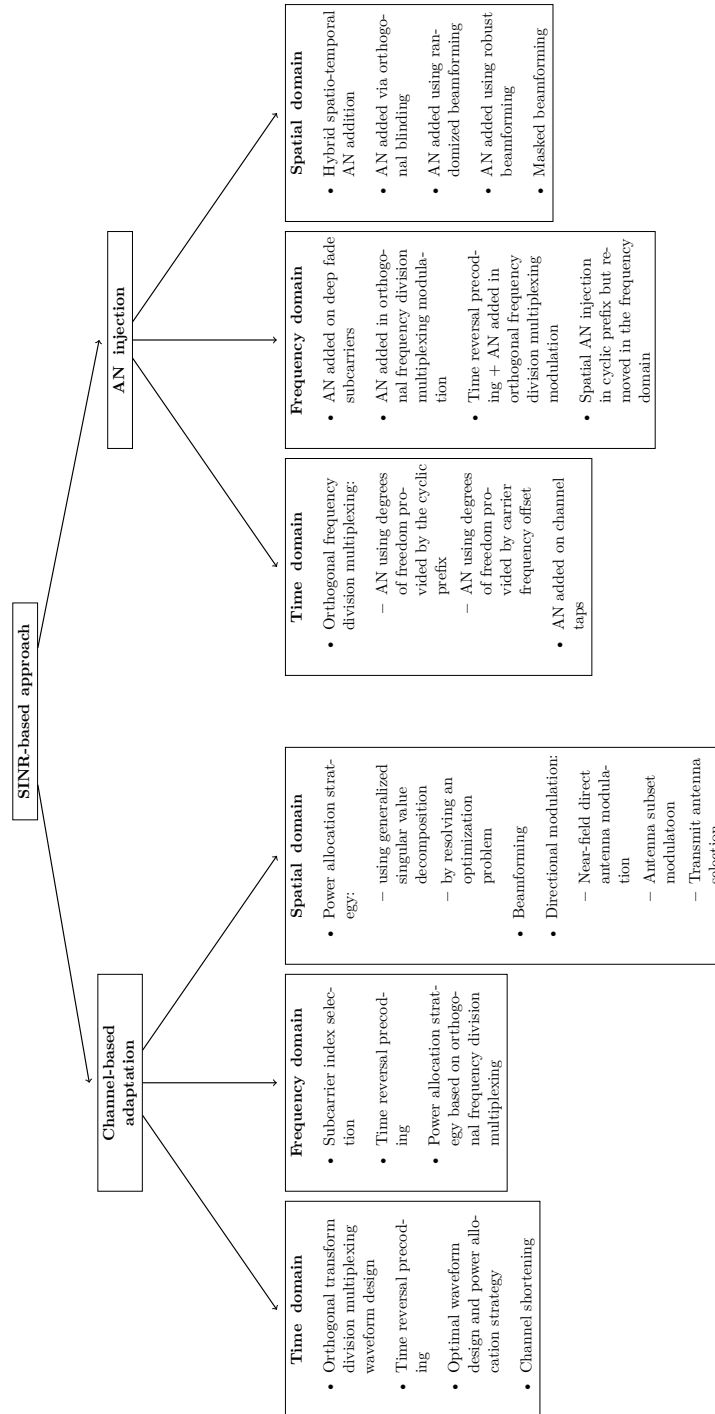 SINR-based approach
Channel-based
adaptation
AN injection
Time domain
• Orthogonal transform
division multiplexing
waveform design
• Time reversal precod-
ing
• Optimal waveform
design and power allo-
cation strategy
• Channel shortening
Frequency domain
• Subcarrier index selec-
tion
• Time reversal precod-
ing
• Power allocation strat-
egy based on orthogo-
nal frequency division
multiplexing
Spatial domain
• Power allocation strat-
egy:
– using generalized
singular value
decomposition
– by resolving an
optimization
problem
• Beamforming
• Directional modulation:
– Near-field direct
antenna modula-
tion
– Antenna subset
modulatoon
– Transmit antenna
selection
Time domain
• Orthogonal frequency
division multiplexing:
– AN using degrees
of freedom pro-
vided by the cyclic
prefix
– AN using degrees
of freedom pro-
vided by carrier
frequency offset
• AN added on channel
taps
Frequency domain
• AN added on deep fade
subcarriers
• AN added in orthogo-
nal frequency division
multiplexing modula-
tion
• Time reversal precod-
ing + AN added in
orthogonal frequency
division multiplexing
modulation
• Spatial AN injection
in cyclic prefix but re-
moved in the frequency
domain
Spatial domain
• Hybrid spatio-temporal
AN addition
• AN added via orthogo-
nal blinding
• AN added using ran-
domized beamforming
• AN added using robust
beamforming
• Masked beamforming